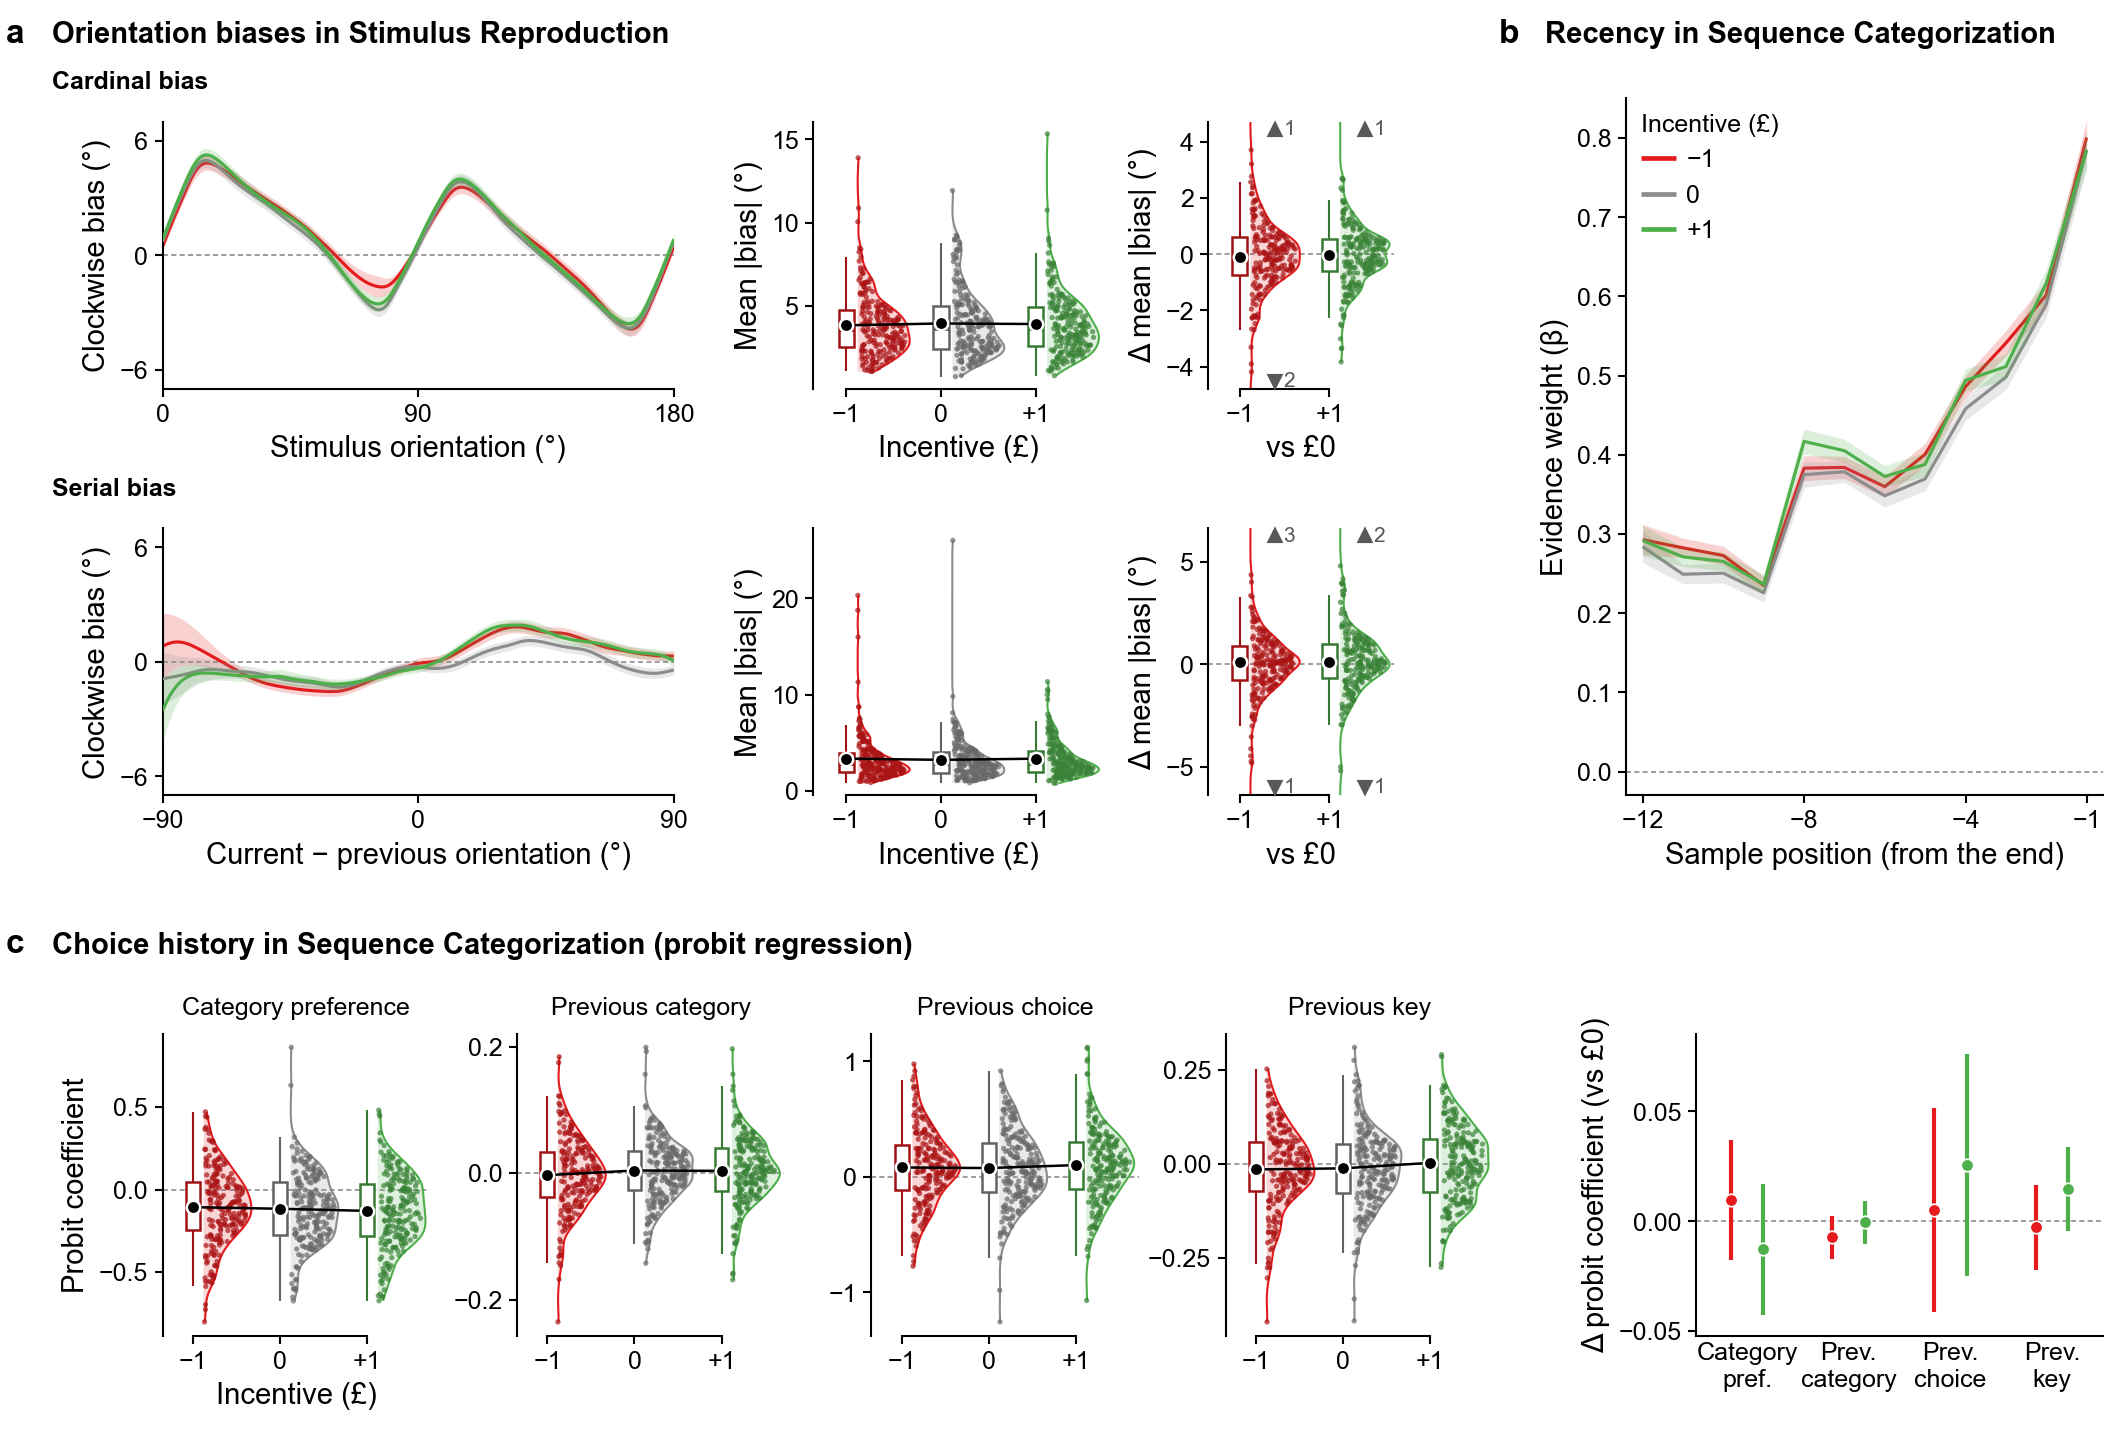 a Orientation biases in Stimulus Reproduction
Cardinal bias
Clockwise bias (°)
6
0
−6
0
90
180
Stimulus orientation (°)
Mean |bias| (°)
15
10
5
−1
0
+1
Incentive (£)
Δ mean |bias| (°)
4
2
0
−2
−4
▲1
▲1
▼2
−1
+1
vs £0
Serial bias
Clockwise bias (°)
6
0
−6
−90
0
90
Current − previous orientation (°)
Mean |bias| (°)
20
10
0
−1
0
+1
Incentive (£)
Δ mean |bias| (°)
5
0
−5
▲3
▲2
▼1
▼1
−1
+1
vs £0
b Recency in Sequence Categorization
Incentive (£)
−1
0
+1
Evidence weight (β)
0.8
0.7
0.6
0.5
0.4
0.3
0.2
0.1
0.0
−12
−8
−4
−1
Sample position (from the end)
c Choice history in Sequence Categorization (probit regression)
Category preference
Probit coefficient
0.5
0.0
−0.5
−1
0
+1
Incentive (£)
Previous category
0.2
0.0
−0.2
−1
0
+1
Previous choice
1
0
−1
−1
0
+1
Previous key
0.25
0.00
−0.25
−1
0
+1
Δ probit coefficient (vs £0)
0.05
0.00
−0.05
Category
pref.
Prev.
category
Prev.
choice
Prev.
key